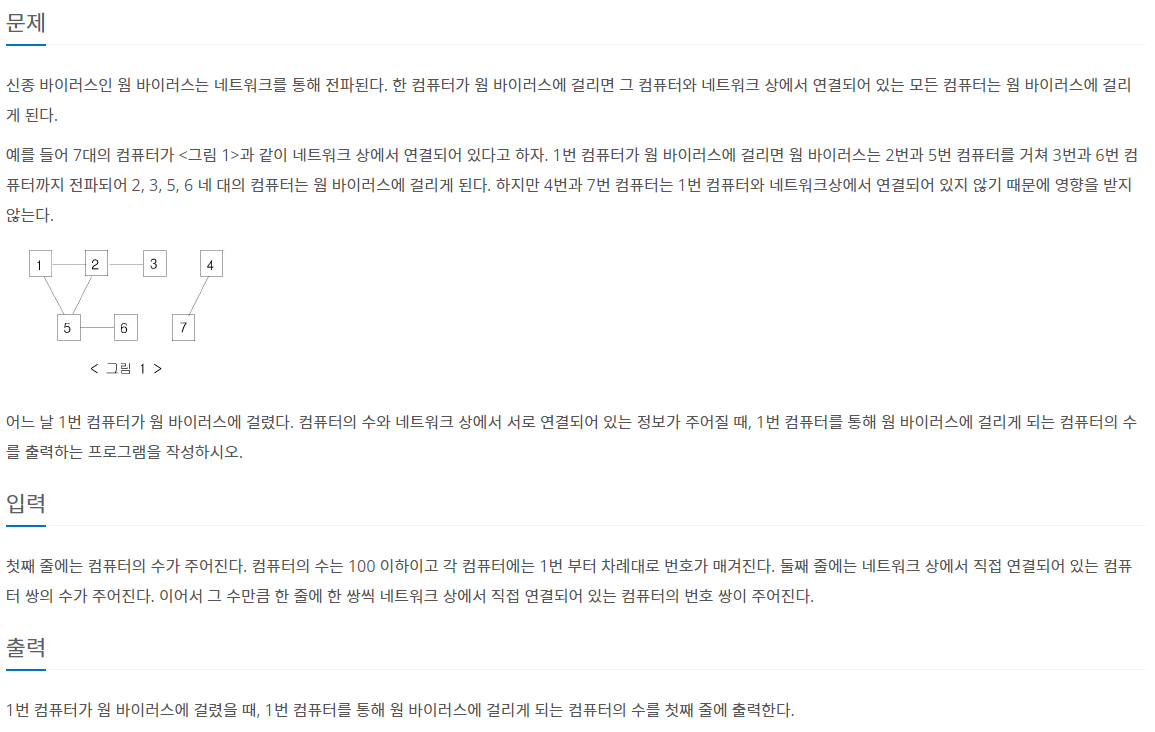 문제
신종 바이러스인 웜 바이러스는 네트워크를 통해 전파된다. 한 컴퓨터가 웜 바이러스에 걸리면 그 컴퓨터와 네트워크 상에서 연결되어 있는 모든 컴퓨터는 웜 바이러스에 걸리
게 된다.
예를 들어 7대의 컴퓨터가 <그림 1>과 같이 네트워크 상에서 연결되어 있다고 하자. 1번 컴퓨터가 웜 바이러스에 걸리면 웜 바이러스는 2번과 5번 컴퓨터를 거쳐 3번과 6번 컴
퓨터까지 전파되어 2, 3, 5, 6 네 대의 컴퓨터는 웜 바이러스에 걸리게 된다. 하지만 4번과 7번 컴퓨터는 1번 컴퓨터와 네트워크상에서 연결되어 있지 않기 때문에 영향을 받지
않는다.
1 2 3 4
5 6 7
< 그림 1 >
어느 날 1번 컴퓨터가 웜 바이러스에 걸렸다. 컴퓨터의 수와 네트워크 상에서 서로 연결되어 있는 정보가 주어질 때, 1번 컴퓨터를 통해 웜 바이러스에 걸리게 되는 컴퓨터의 수
를 출력하는 프로그램을 작성하시오.
입력
첫째 줄에는 컴퓨터의 수가 주어진다. 컴퓨터의 수는 100 이하이고 각 컴퓨터에는 1번 부터 차례대로 번호가 매겨진다. 둘째 줄에는 네트워크 상에서 직접 연결되어 있는 컴퓨
터 쌍의 수가 주어진다. 이어서 그 수만큼 한 줄에 한 쌍씩 네트워크 상에서 직접 연결되어 있는 컴퓨터의 번호 쌍이 주어진다.
출력
1번 컴퓨터가 웜 바이러스에 걸렸을 때, 1번 컴퓨터를 통해 웜 바이러스에 걸리게 되는 컴퓨터의 수를 첫째 줄에 출력한다.